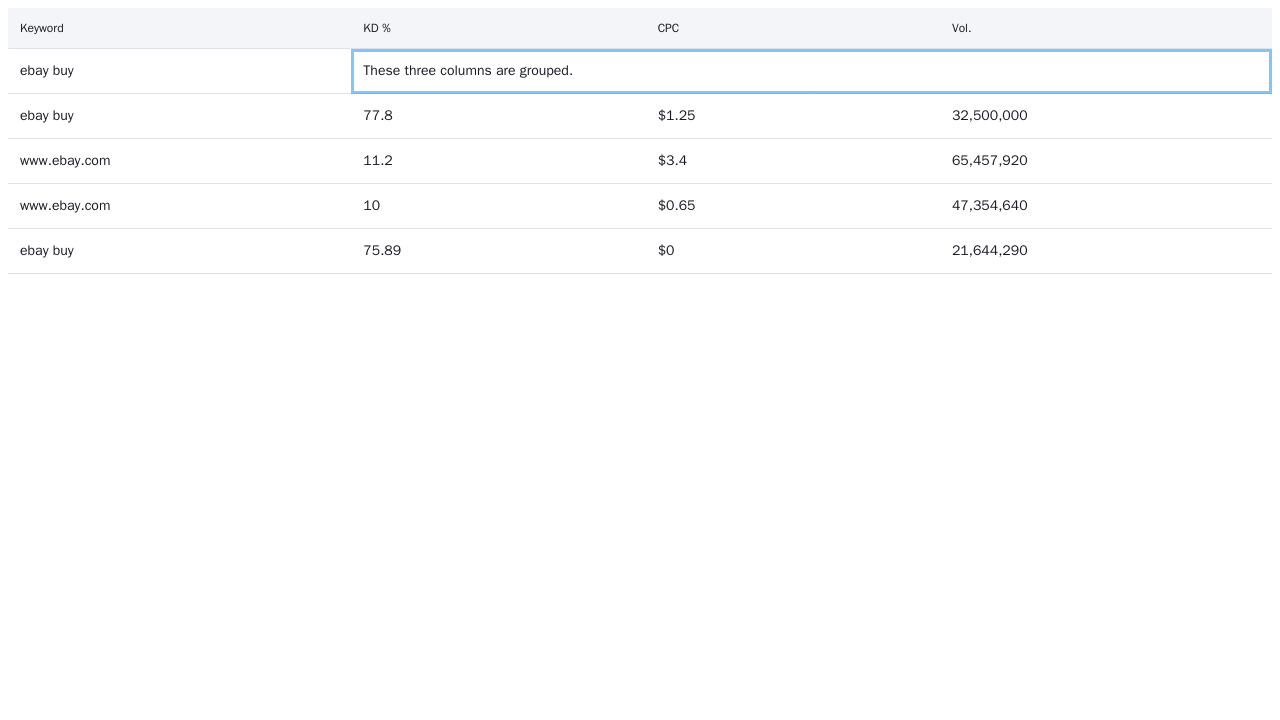 Keyword KD % CPC Vol.
ebay buy These three columns are grouped.
ebay buy 77.8 $1.25 32,500,000
www.ebay.com 11.2 $3.4 65,457,920
www.ebay.com 10 $0.65 47,354,640
ebay buy 75.89 $0 21,644,290